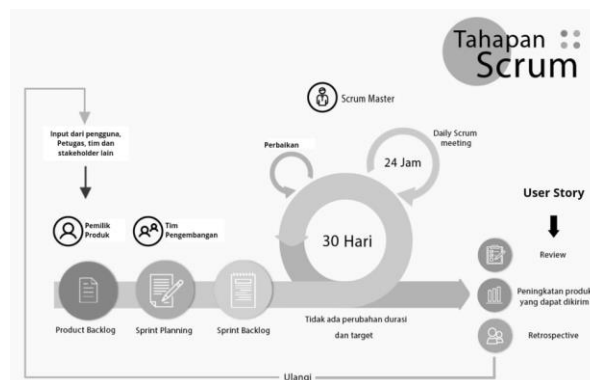 Tahapan
Scrum
Scrum Master
Input dari pengguna,
Petugas, tim dan
stakeholder lain
Perbaikan
Daily Scrum
meeting
24 Jam
User Story
Pemilik
Produk
Tim
Pengembangan
30 Hari
Review
Peningkatan produk
yang dapat dikirim
Product Backlog
Sprint Planning
Sprint Backlog
Tidak ada perubahan durasi
dan target
Retrospective
Ulangi